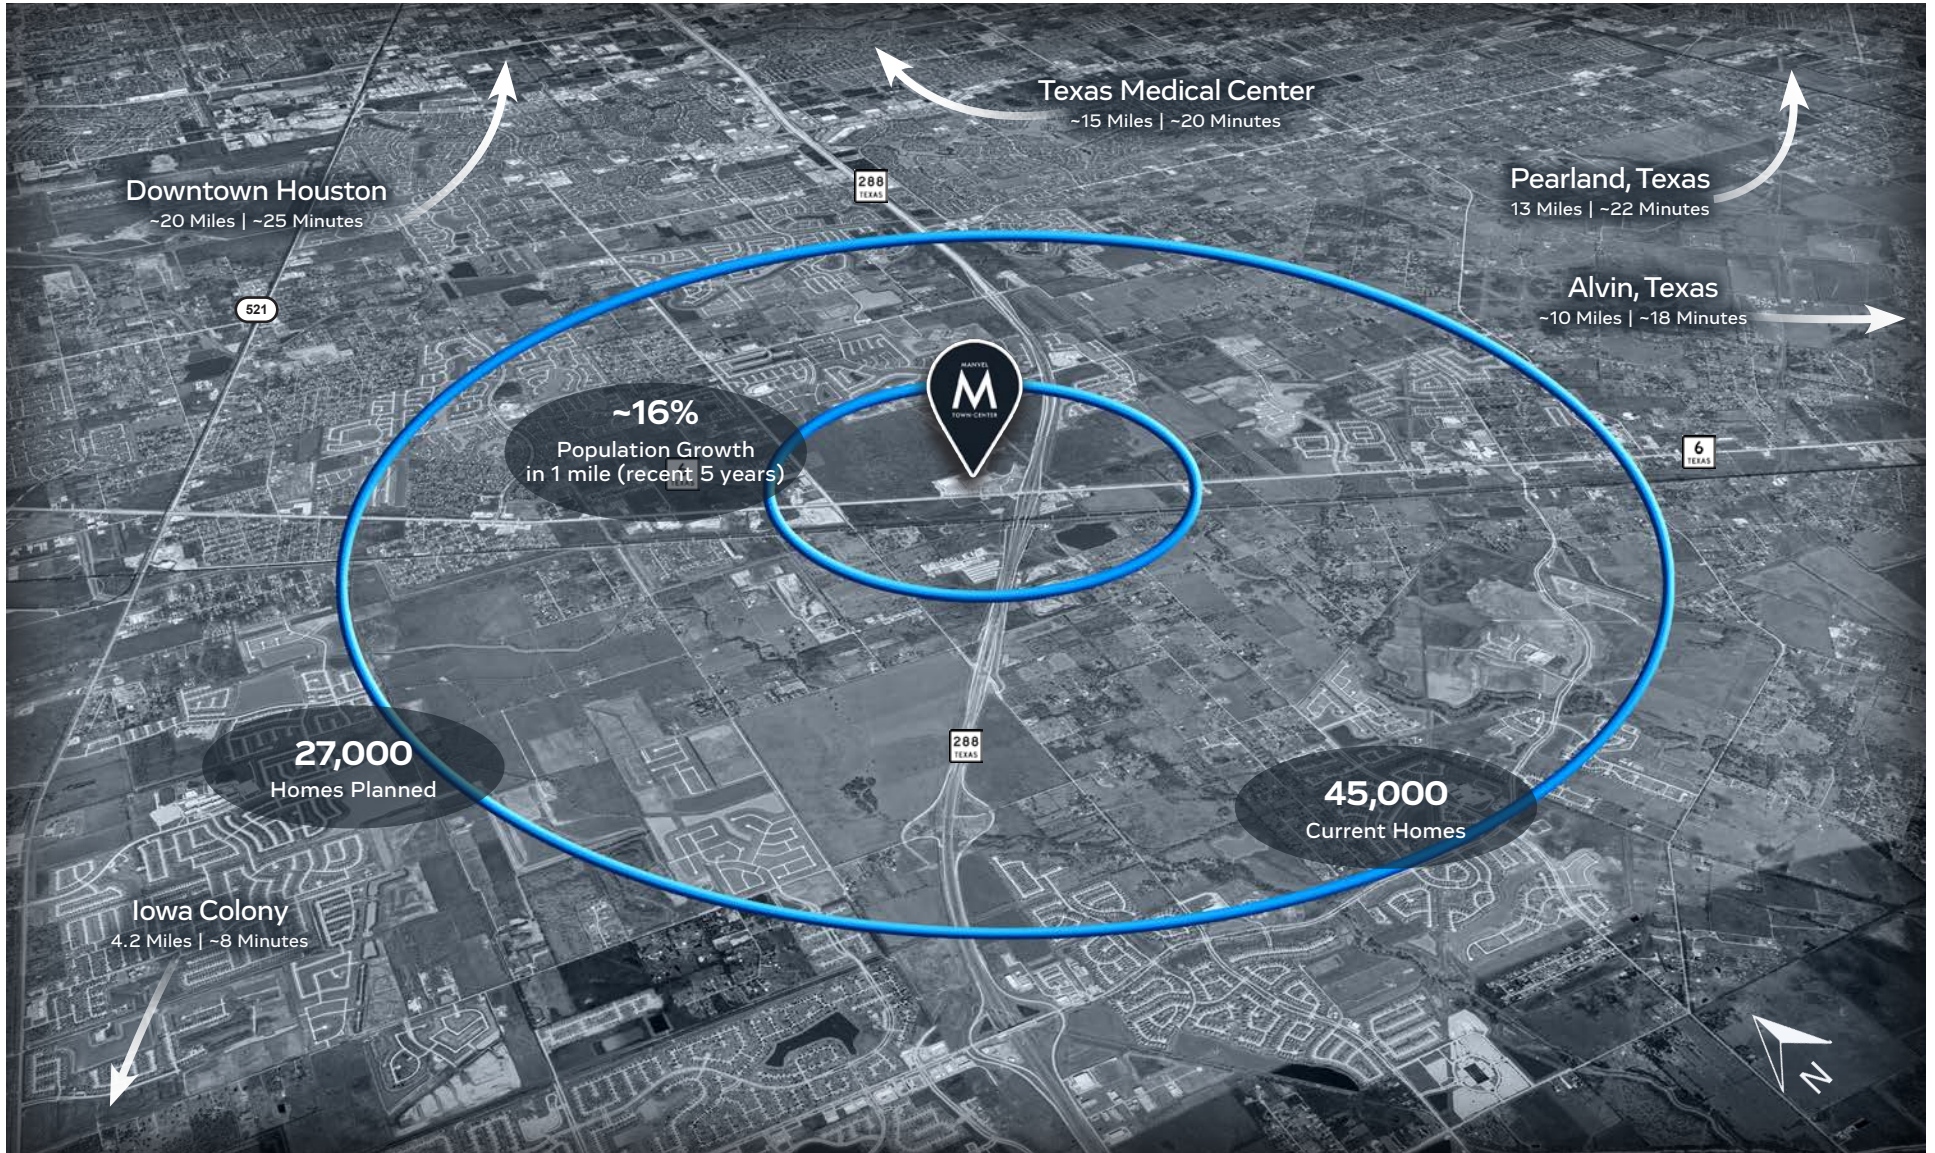 Texas Medical Center
~15 Miles | ~20 Minutes
Downtown Houston
~20 Miles | ~25 Minutes
288
TEXAS
Pearland, Texas
13 Miles | ~22 Minutes
Alvin, Texas
~10 Miles | ~18 Minutes
521
MANVEL
M
TOWN CENTER
~16%
Population Growth
in 1 mile (recent 5 years)
6
TEXAS
6
TEXAS
27,000
Homes Planned
288
TEXAS
45,000
Current Homes
Iowa Colony
4.2 Miles | ~8 Minutes
N